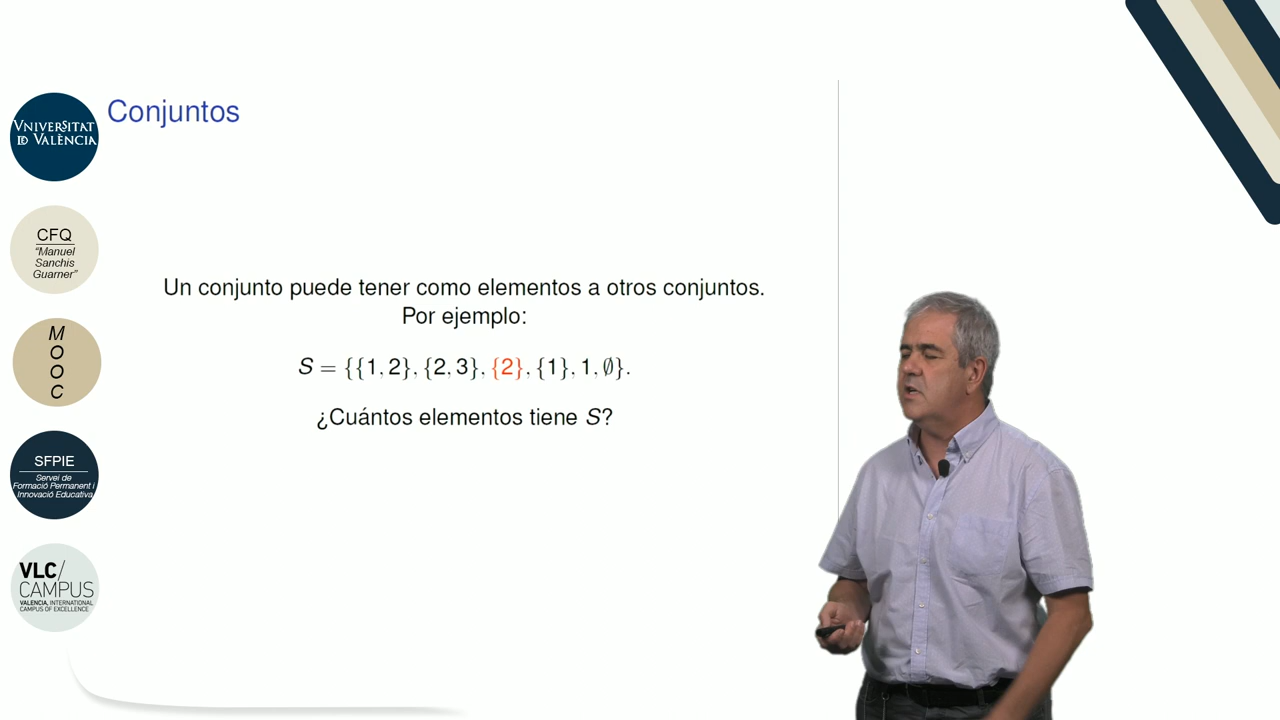 Conjuntos
VNIVERSITAT
ID VALÈNCIA
CFQ
“Manuel
Sanchis
Guarner”
M
O
O
C
SFPIE
Servei de
Formació Permanent i
Innovació Educativa
VLC/
CAMPUS
VALENCIA, INTERNATIONAL
CAMPUS OF EXCELLENCE
Un conjunto puede tener como elementos a otros conjuntos.
Por ejemplo:
S = {{1, 2}, {2, 3}, {2}, {1}, 1, ∅}.
¿Cuántos elementos tiene S?